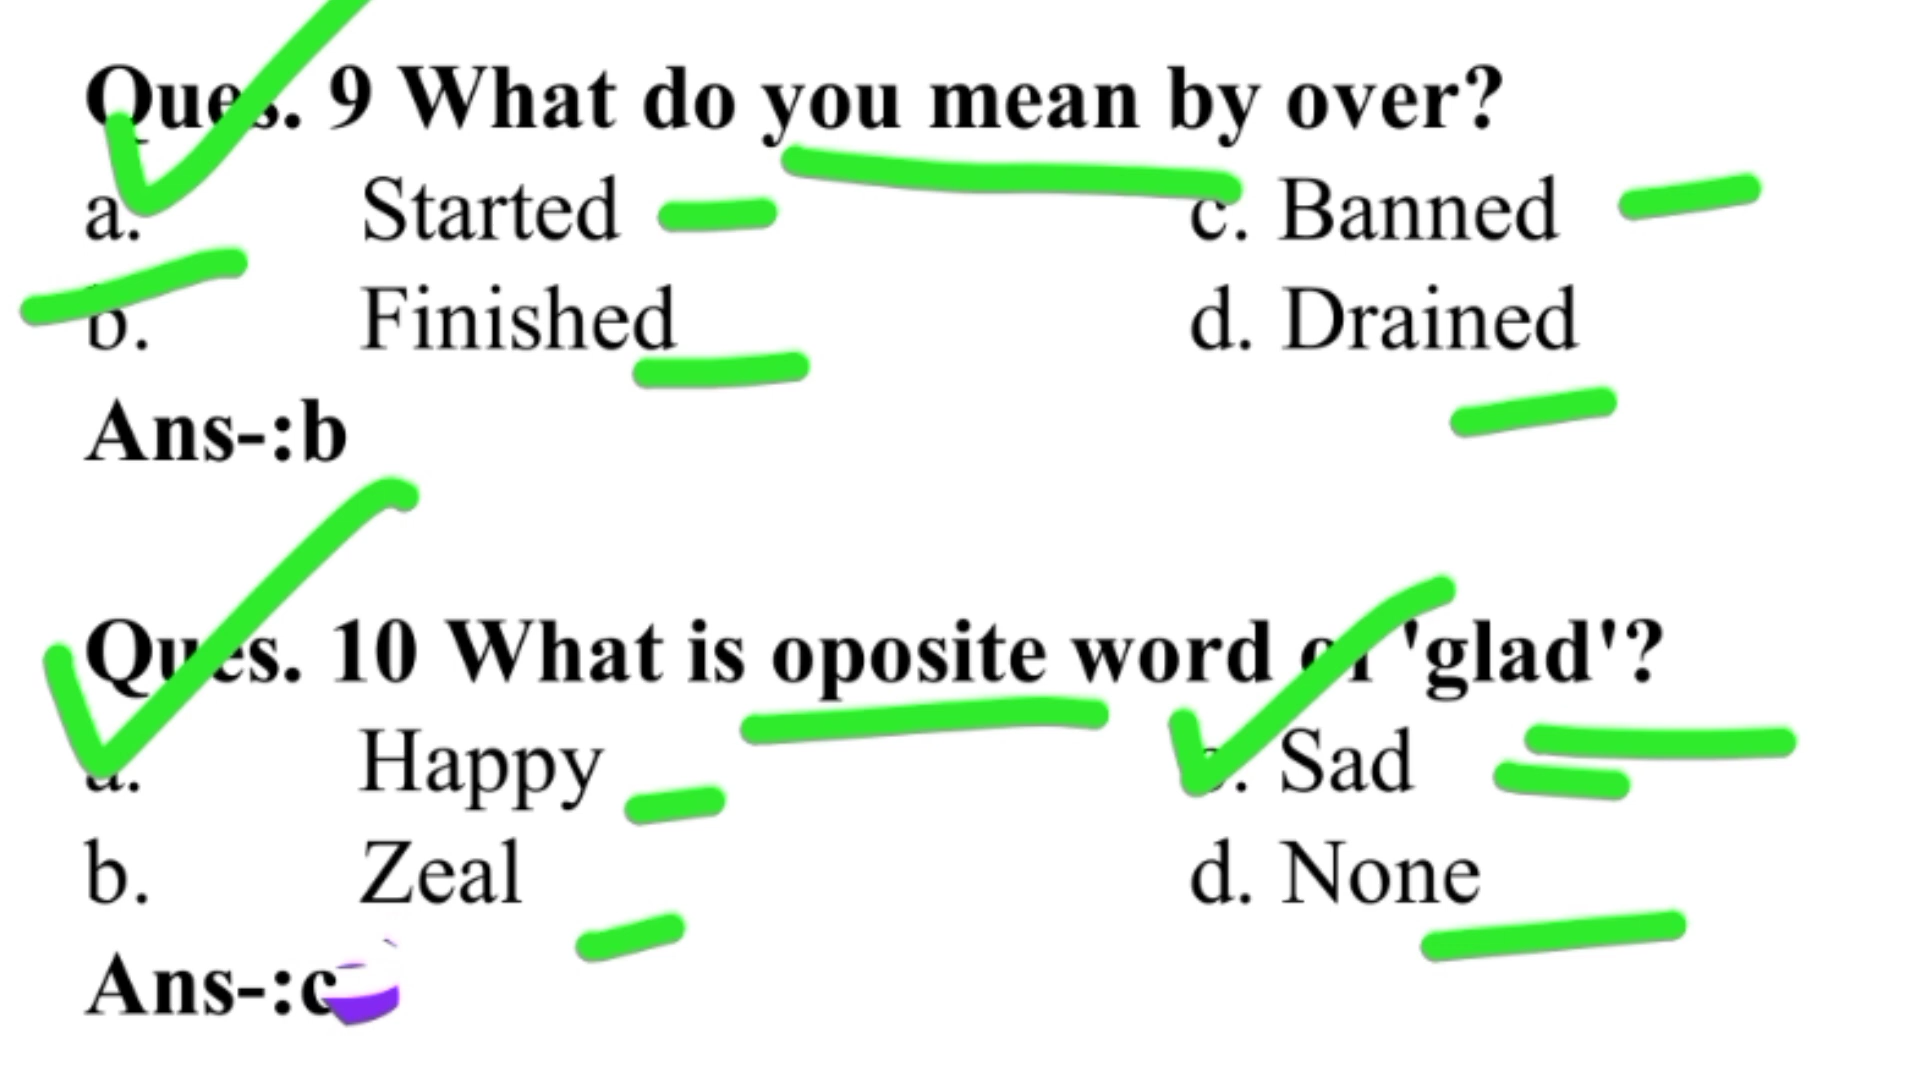 Ques. 9 What do you mean by over?
a. Started c. Banned
b. Finished d. Drained
Ans-:b
Ques. 10 What is oposite word of 'glad'?
a. Happy c. Sad
b. Zeal d. None
Ans-:c